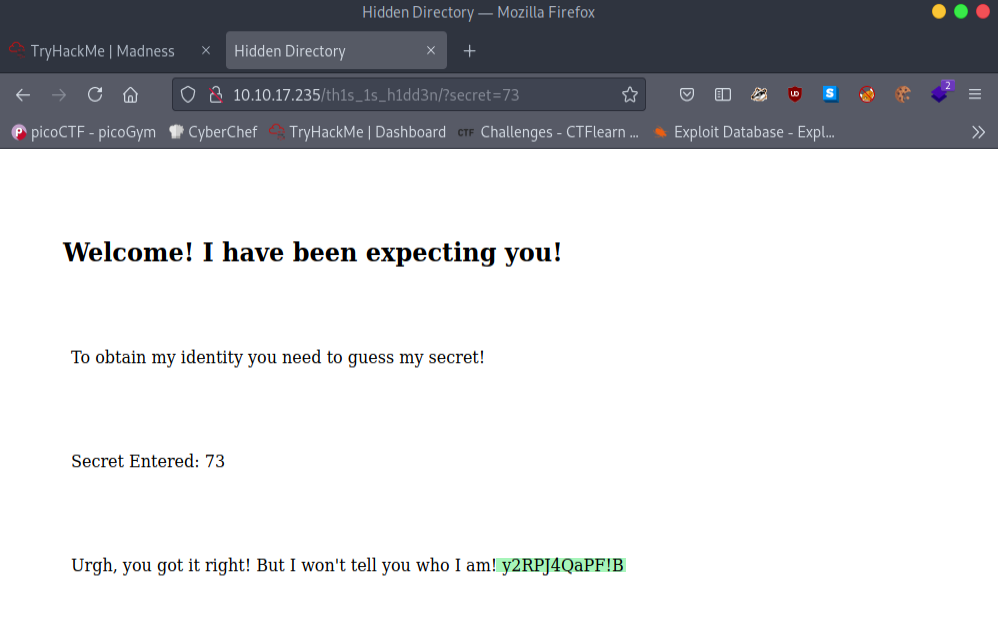 Hidden Directory — Mozilla Firefox
TryHackMe | Madness
Hidden Directory
10.10.17.235/th1s_1s_h1dd3n/?secret=73
2
picoCTF - picoGym
CyberChef
TryHackMe | Dashboard
CTF Challenges - CTFlearn ...
Exploit Database - Expl...
Welcome! I have been expecting you!
To obtain my identity you need to guess my secret!
Secret Entered: 73
Urgh, you got it right! But I won't tell you who I am! y2RPJ4QaPF!B